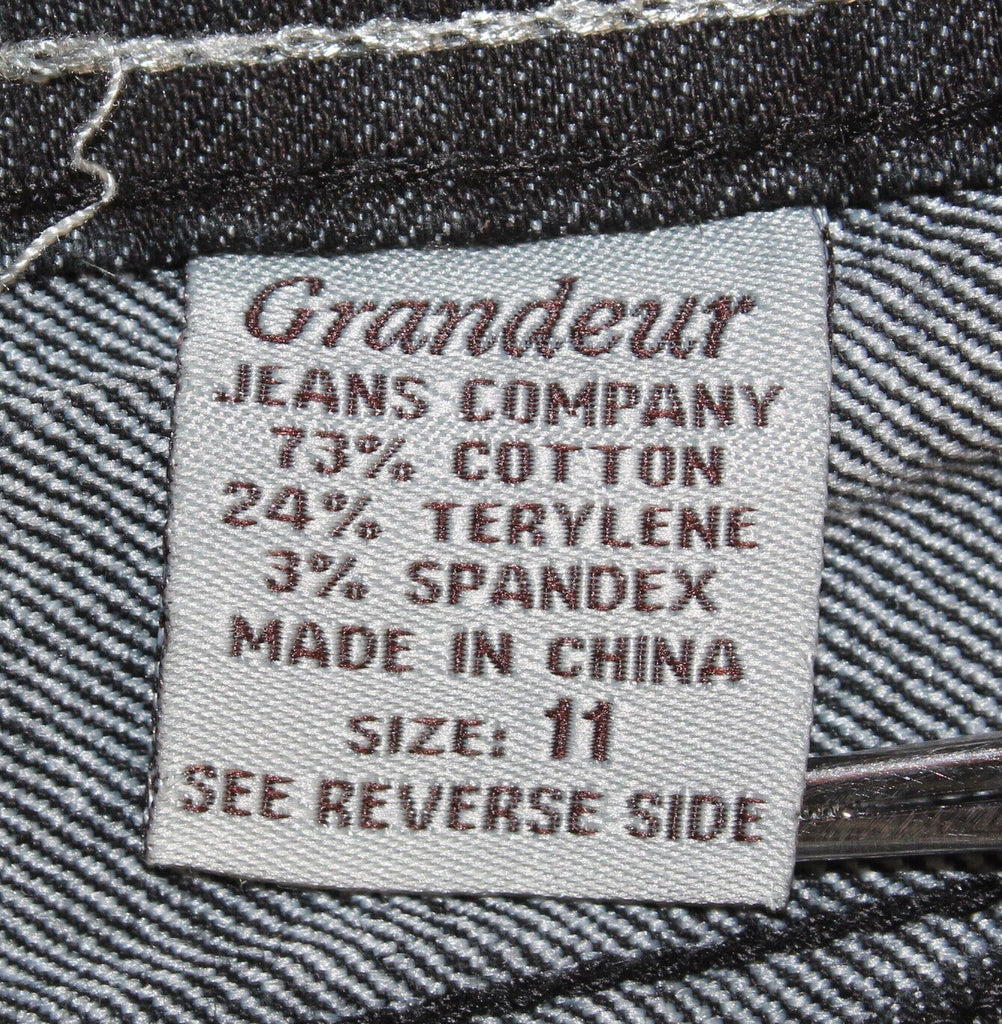 Grandeur
JEANS COMPANY
73% COTTON
24% TERYLENE
3% SPANDEX
MADE IN CHINA
SIZE: 11
SEE REVERSE SIDE